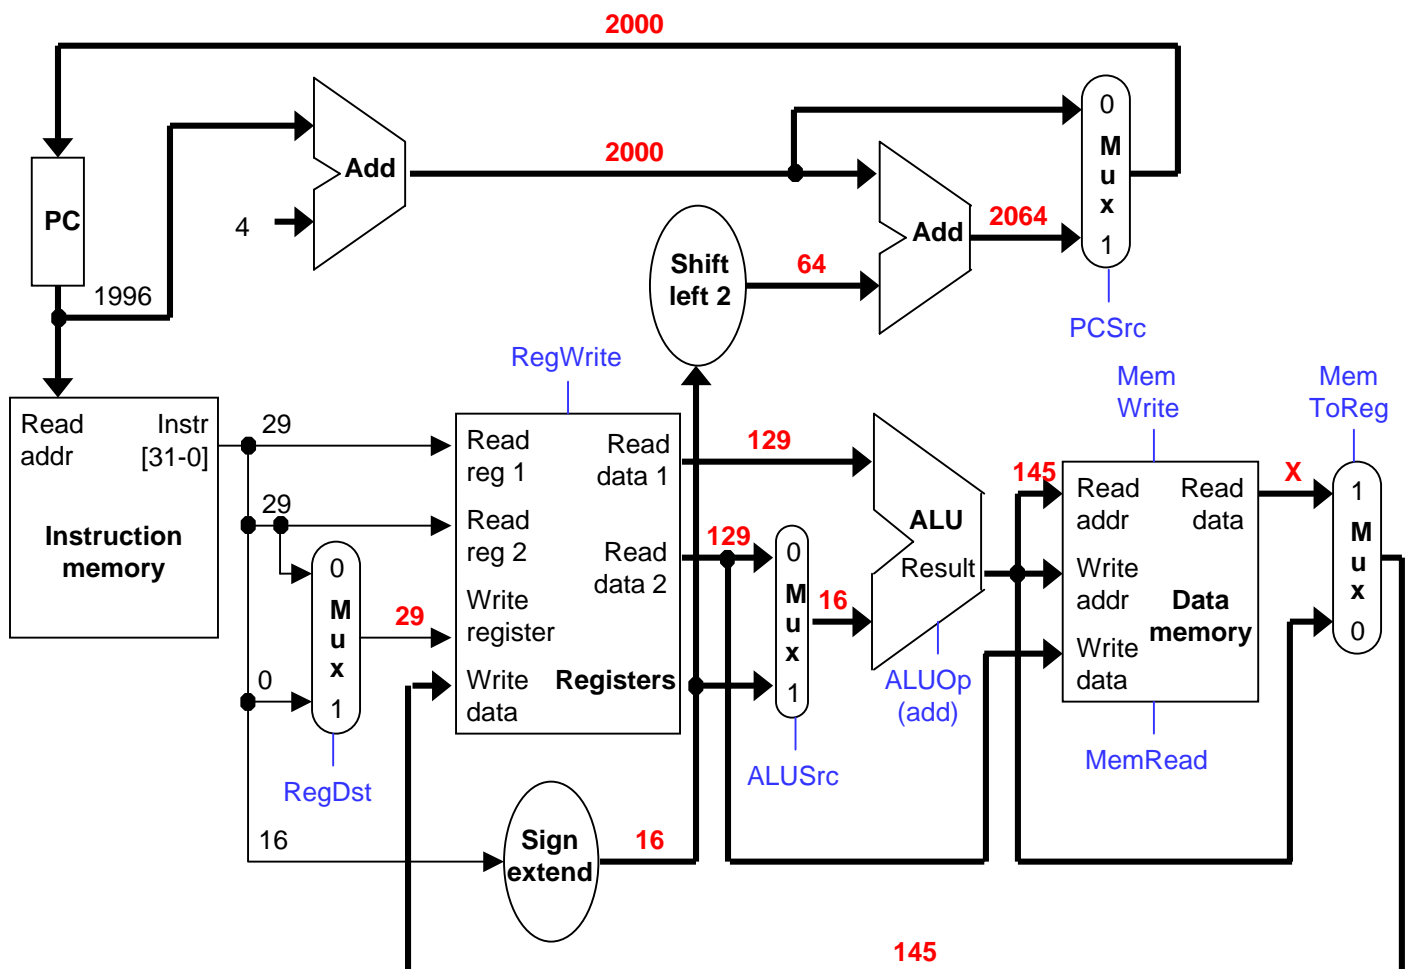 2000
0
M
u
x
1
Add
2000
PC
4
Add
2064
Shift
left 2
64
1996
PCSrc
RegWrite
Mem
Write
Mem
ToReg
Read
addr
Instr
[31-0]
Instruction
memory
29
29
0
M
u
x
1
29
0
RegDst
16
Read
reg 1
Read
data 1
Read
reg 2
Read
data 2
Write
register
Write
data
Registers
129
129
0
M
u
x
1
16
ALUSrc
ALU
Result
ALUOp
(add)
145
Read
addr
Read
data
Write
addr
Data
memory
Write
data
MemRead
X
1
M
u
x
0
Sign
extend
16
145